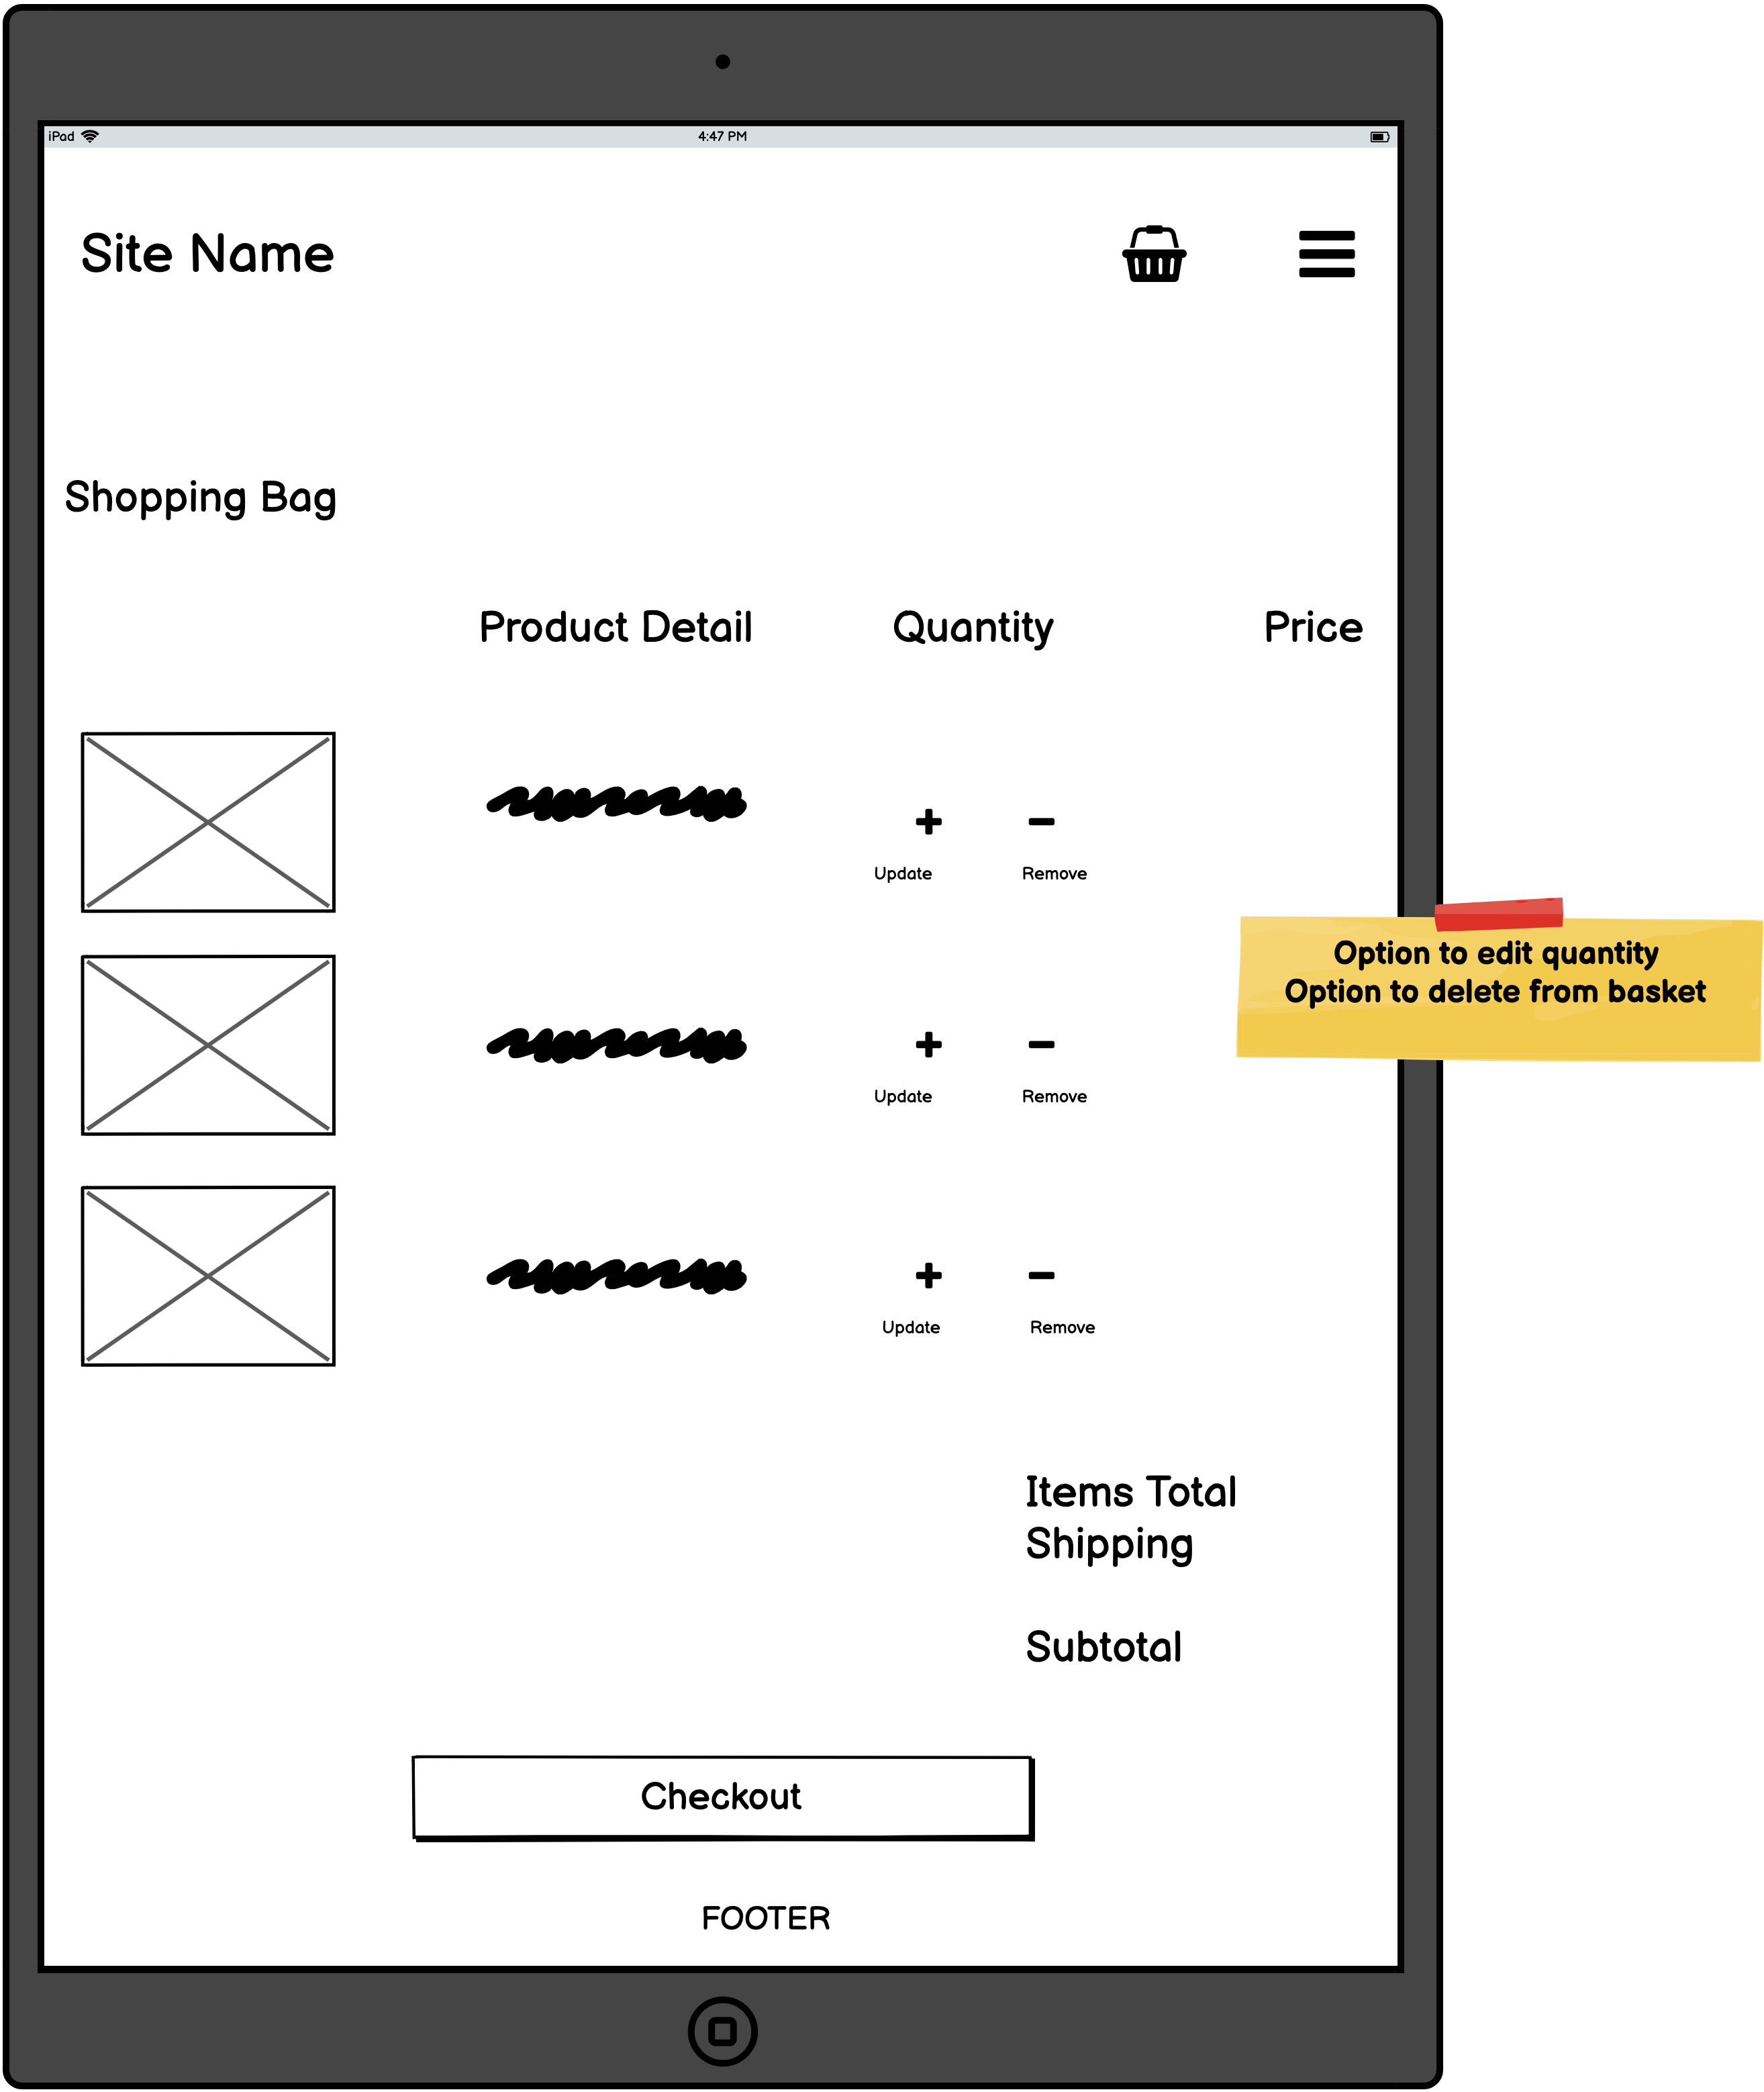 iPad
4:47 PM
Site Name
Shopping Bag
Product Detail Quantity Price
Update Remove
Option to edit quantity
Option to delete from basket
Update Remove
Update Remove
Items Total
Shipping
Subtotal
Checkout
FOOTER